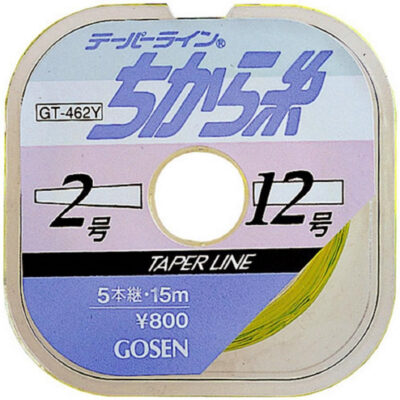 テーパーライン®
ちから糸
GT-462Y
2号
12号
TAPER LINE
5本継・15m
¥800
GOSEN